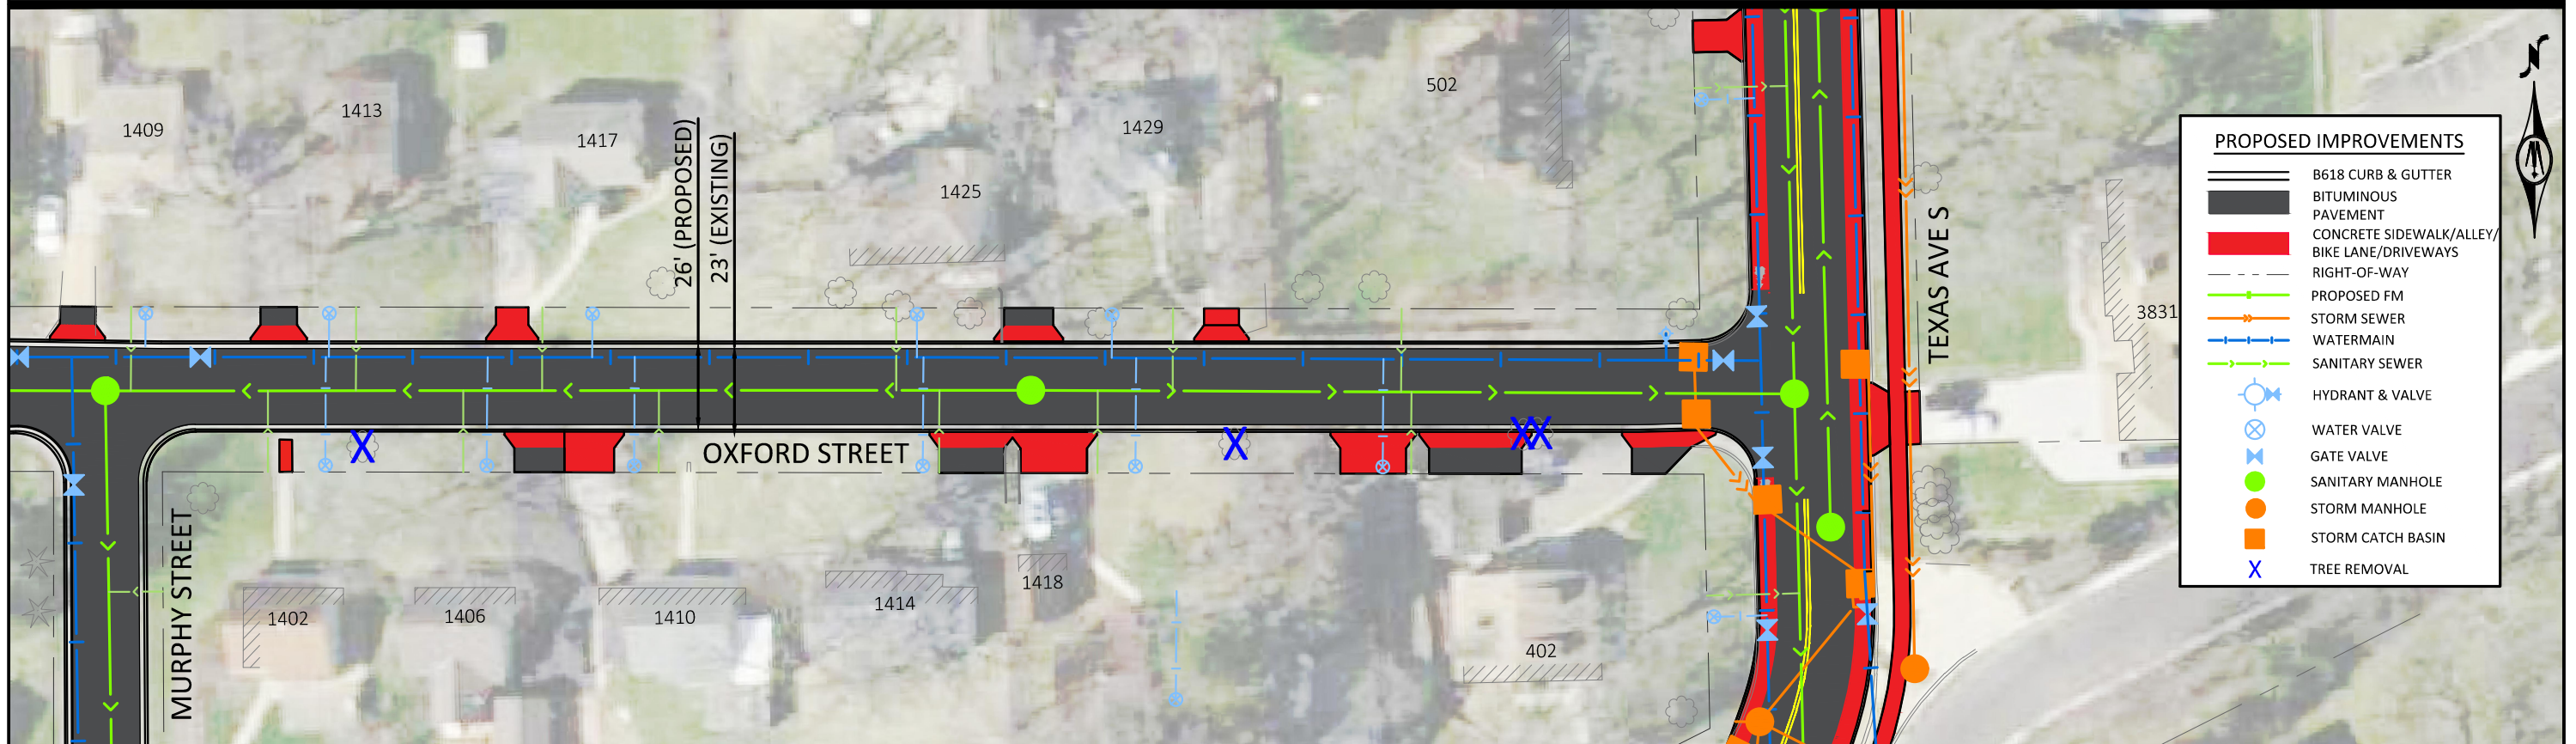 1409
1413
1417
1425
1429
502
26' (PROPOSED)
23' (EXISTING)
OXFORD STREET
MURPHY STREET
TEXAS AVE S
1402
1406
1410
1414
1418
402
3831
N
PROPOSED IMPROVEMENTS
B618 CURB & GUTTER
BITUMINOUS
PAVEMENT
CONCRETE SIDEWALK/ALLEY/
BIKE LANE/DRIVEWAYS
RIGHT-OF-WAY
PROPOSED FM
STORM SEWER
WATERMAIN
SANITARY SEWER
HYDRANT & VALVE
WATER VALVE
GATE VALVE
SANITARY MANHOLE
STORM MANHOLE
STORM CATCH BASIN
X TREE REMOVAL